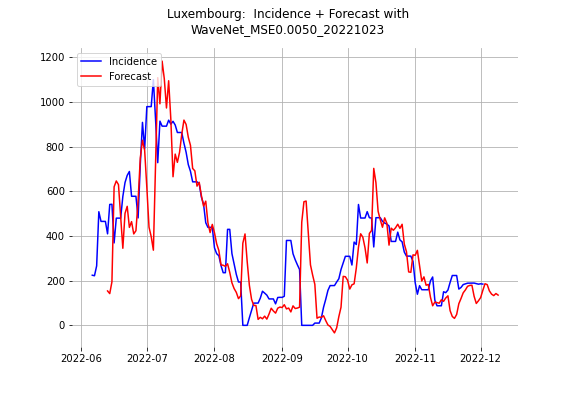 Luxembourg:  Incidence + Forecast with
WaveNet_MSE0.0050_20221023
Incidence
Forecast
1200
1000
800
600
400
200
0
2022-06 2022-07 2022-08 2022-09 2022-10 2022-11 2022-12